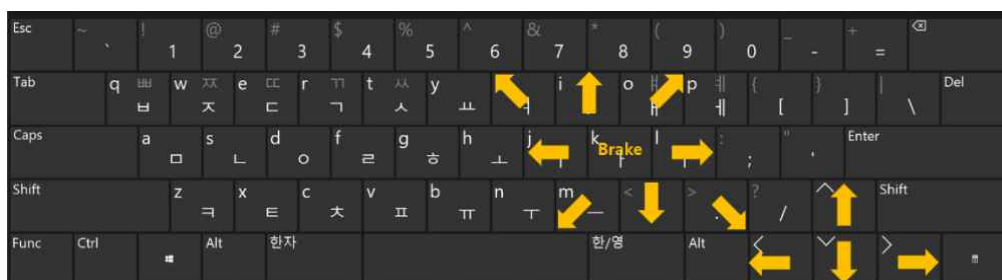 Esc ~ ` ! 1 @ 2 # 3 $ 4 % 5 ^ 6 & 7 * 8 ( 9 ) 0 _ - + =
Tab q ㅃ ㅂ w ㅉ ㅈ e ㄸ ㄷ r ㄲ ㄱ t ㅆ ㅅ y ㅛ ㅕ i o ㅒ ㅐ p ㅖ ㅔ { [ } ] | \ Del
Caps a ㅁ s ㄴ d ㅇ f ㄹ g ㅎ h ㅗ j ㅓ k ㅏ Brake l ㅣ : ; " ' Enter
Shift z ㅋ x ㅌ c ㅊ v ㅍ b ㅠ n ㅜ m ㅡ < > . ? / Shift
Func Ctrl Alt 한자 한/영 Alt